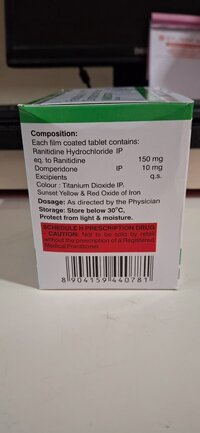 Composition:
Each film coated tablet contains:
Ranitidine Hydrochloride IP
eq. to Ranitidine 150 mg
Domperidone IP 10 mg
Excipients q.s.
Colour : Titanium Dioxide IP.
Sunset Yellow & Red Oxide of Iron
Dosage: As directed by the Physician
Storage: Store below 30°C,
Protect from light & moisture.
SCHEDULE H PRESCRIPTION DRUG
- CAUTION: Not to be sold by retail
without the prescription of a Registered
Medical Practitioner.
8 904159 440781